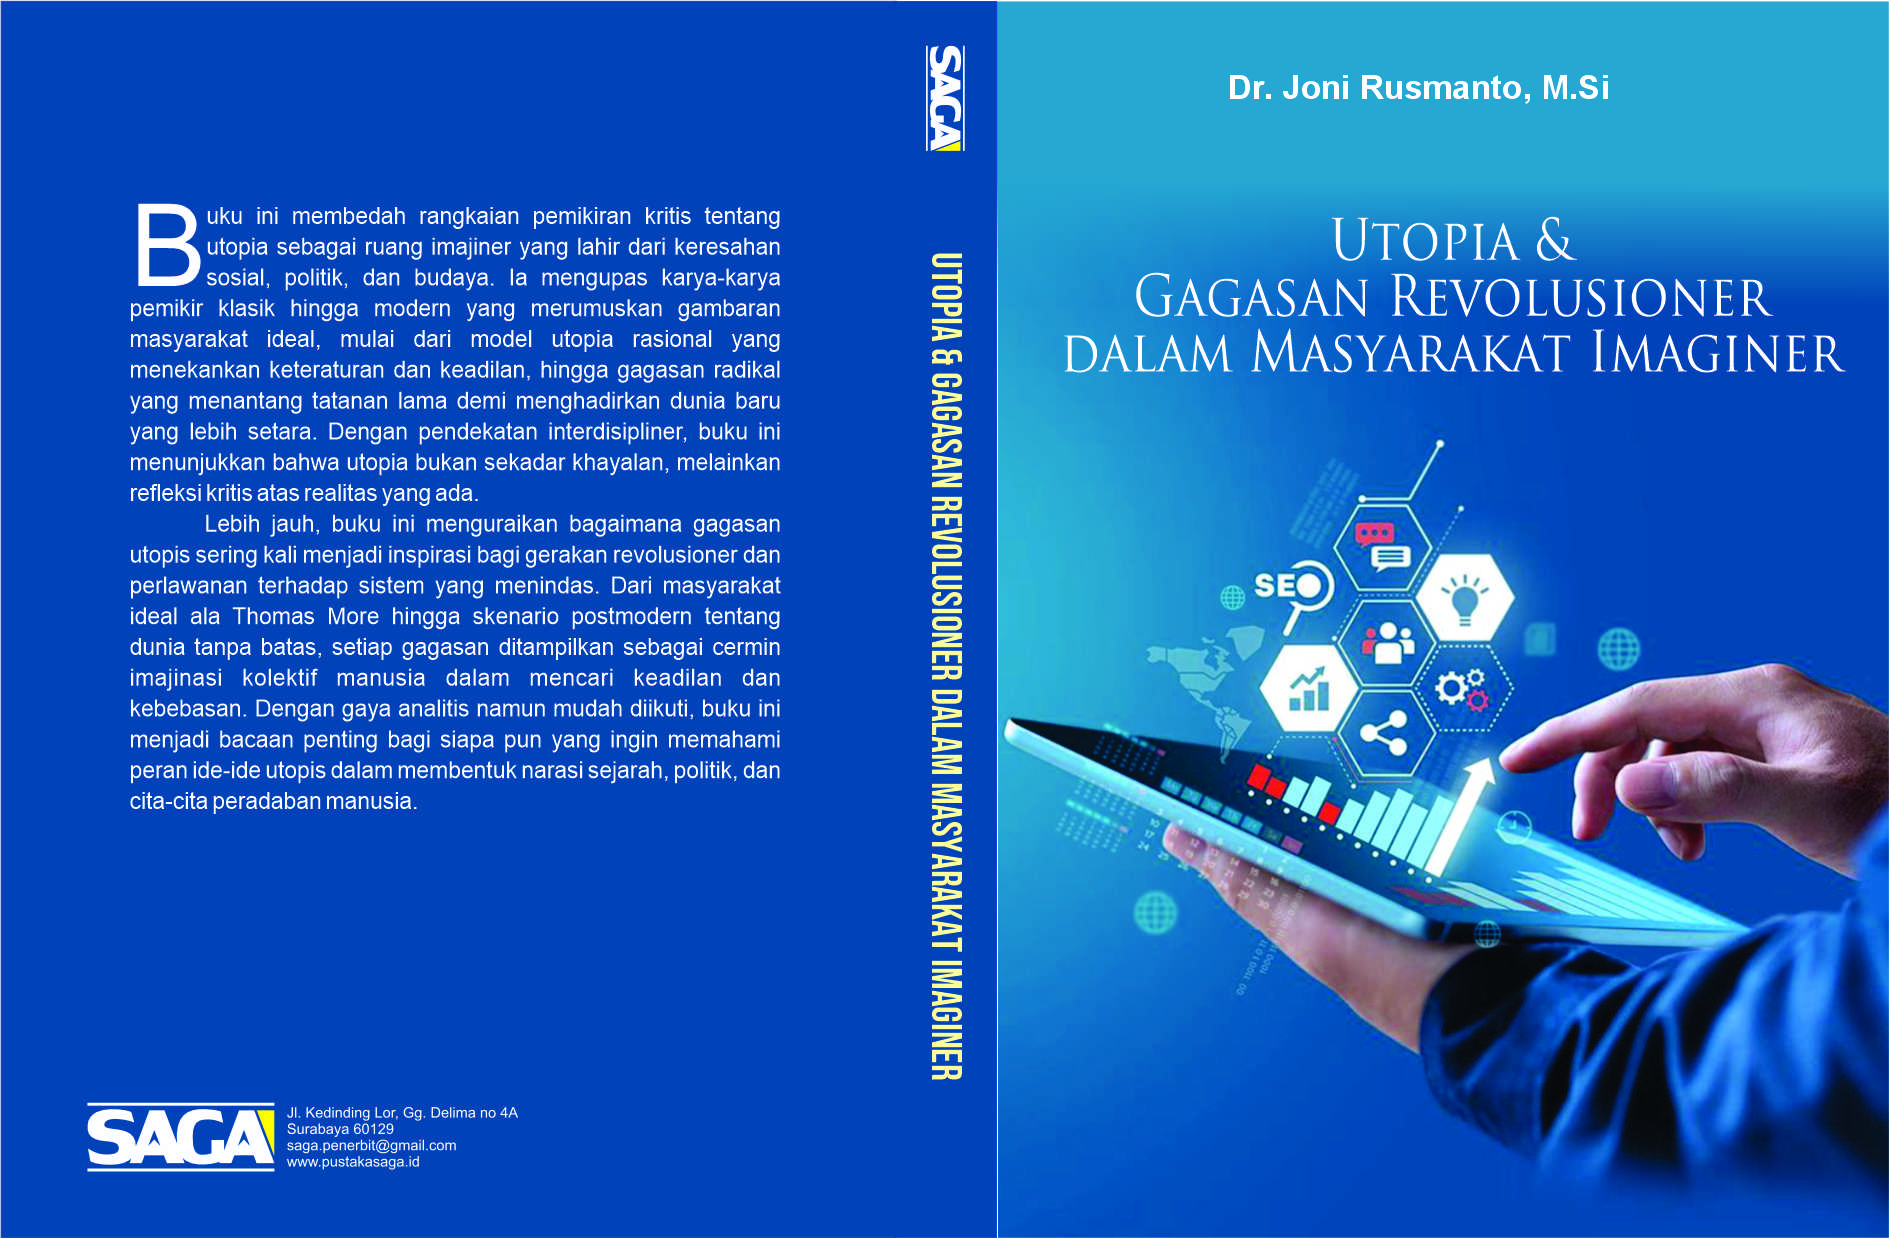 Buku ini membedah rangkaian pemikiran kritis tentang
utopia sebagai ruang imajiner yang lahir dari keresahan
sosial, politik, dan budaya. Ia mengupas karya-karya
pemikir klasik hingga modern yang merumuskan gambaran
masyarakat ideal, mulai dari model utopia rasional yang
menekankan keteraturan dan keadilan, hingga gagasan radikal
yang menantang tatanan lama demi menghadirkan dunia baru
yang lebih setara. Dengan pendekatan interdisipliner, buku ini
menunjukkan bahwa utopia bukan sekadar khayalan, melainkan
refleksi kritis atas realitas yang ada.
Lebih jauh, buku ini menguraikan bagaimana gagasan
utopis sering kali menjadi inspirasi bagi gerakan revolusioner dan
perlawanan terhadap sistem yang menindas. Dari masyarakat
ideal ala Thomas More hingga skenario postmodern tentang
dunia tanpa batas, setiap gagasan ditampilkan sebagai cermin
imajinasi kolektif manusia dalam mencari keadilan dan
kebebasan. Dengan gaya analitis namun mudah diikuti, buku ini
menjadi bacaan penting bagi siapa pun yang ingin memahami
peran ide-ide utopis dalam membentuk narasi sejarah, politik, dan
cita-cita peradaban manusia.
SAGA
Jl. Kedinding Lor, Gg. Delima no 4A
Surabaya 60129
saga.penerbit@gmail.com
www.pustakasaga.id
SAGA
UTOPIA & GAGASAN REVOLUSIONER DALAM MASYARAKAT IMAGINER
Dr. Joni Rusmanto, M.Si
UTOPIA &
GAGASAN REVOLUSIONER
DALAM MASYARAKAT IMAGINER
SEO